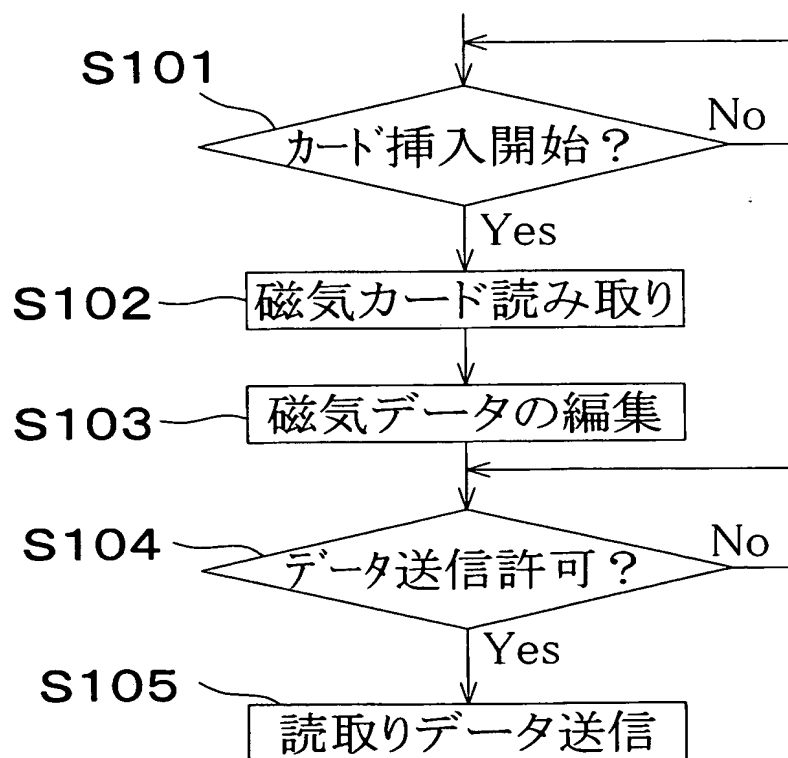 S101
カード挿入開始？
No
Yes
S102
磁気カード読み取り
S103
磁気データの編集
S104
データ送信許可？
No
Yes
S105
読取りデータ送信